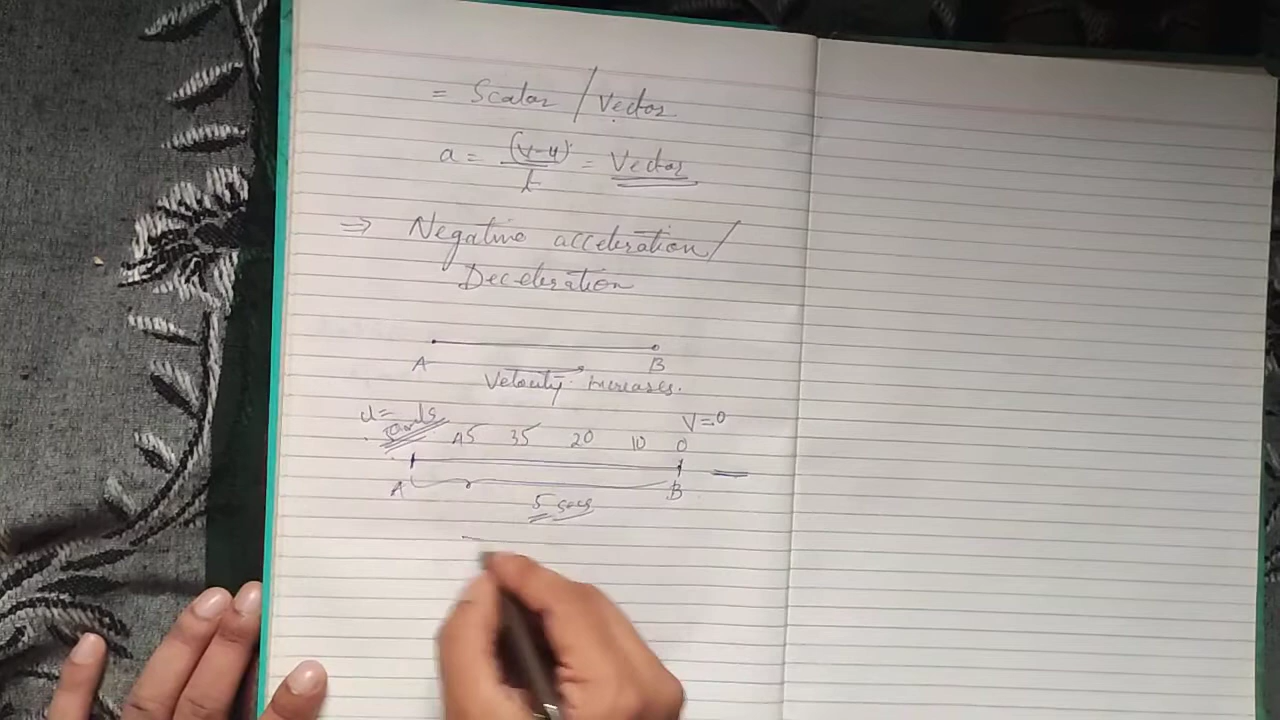 = Scalar / Vector
a = (v-u) / t = Vector
⇒ Negative acceleration /
Deceleration
A B
Velocity increases.
u= V=0
45 35 20 10 0
A B
5 secs